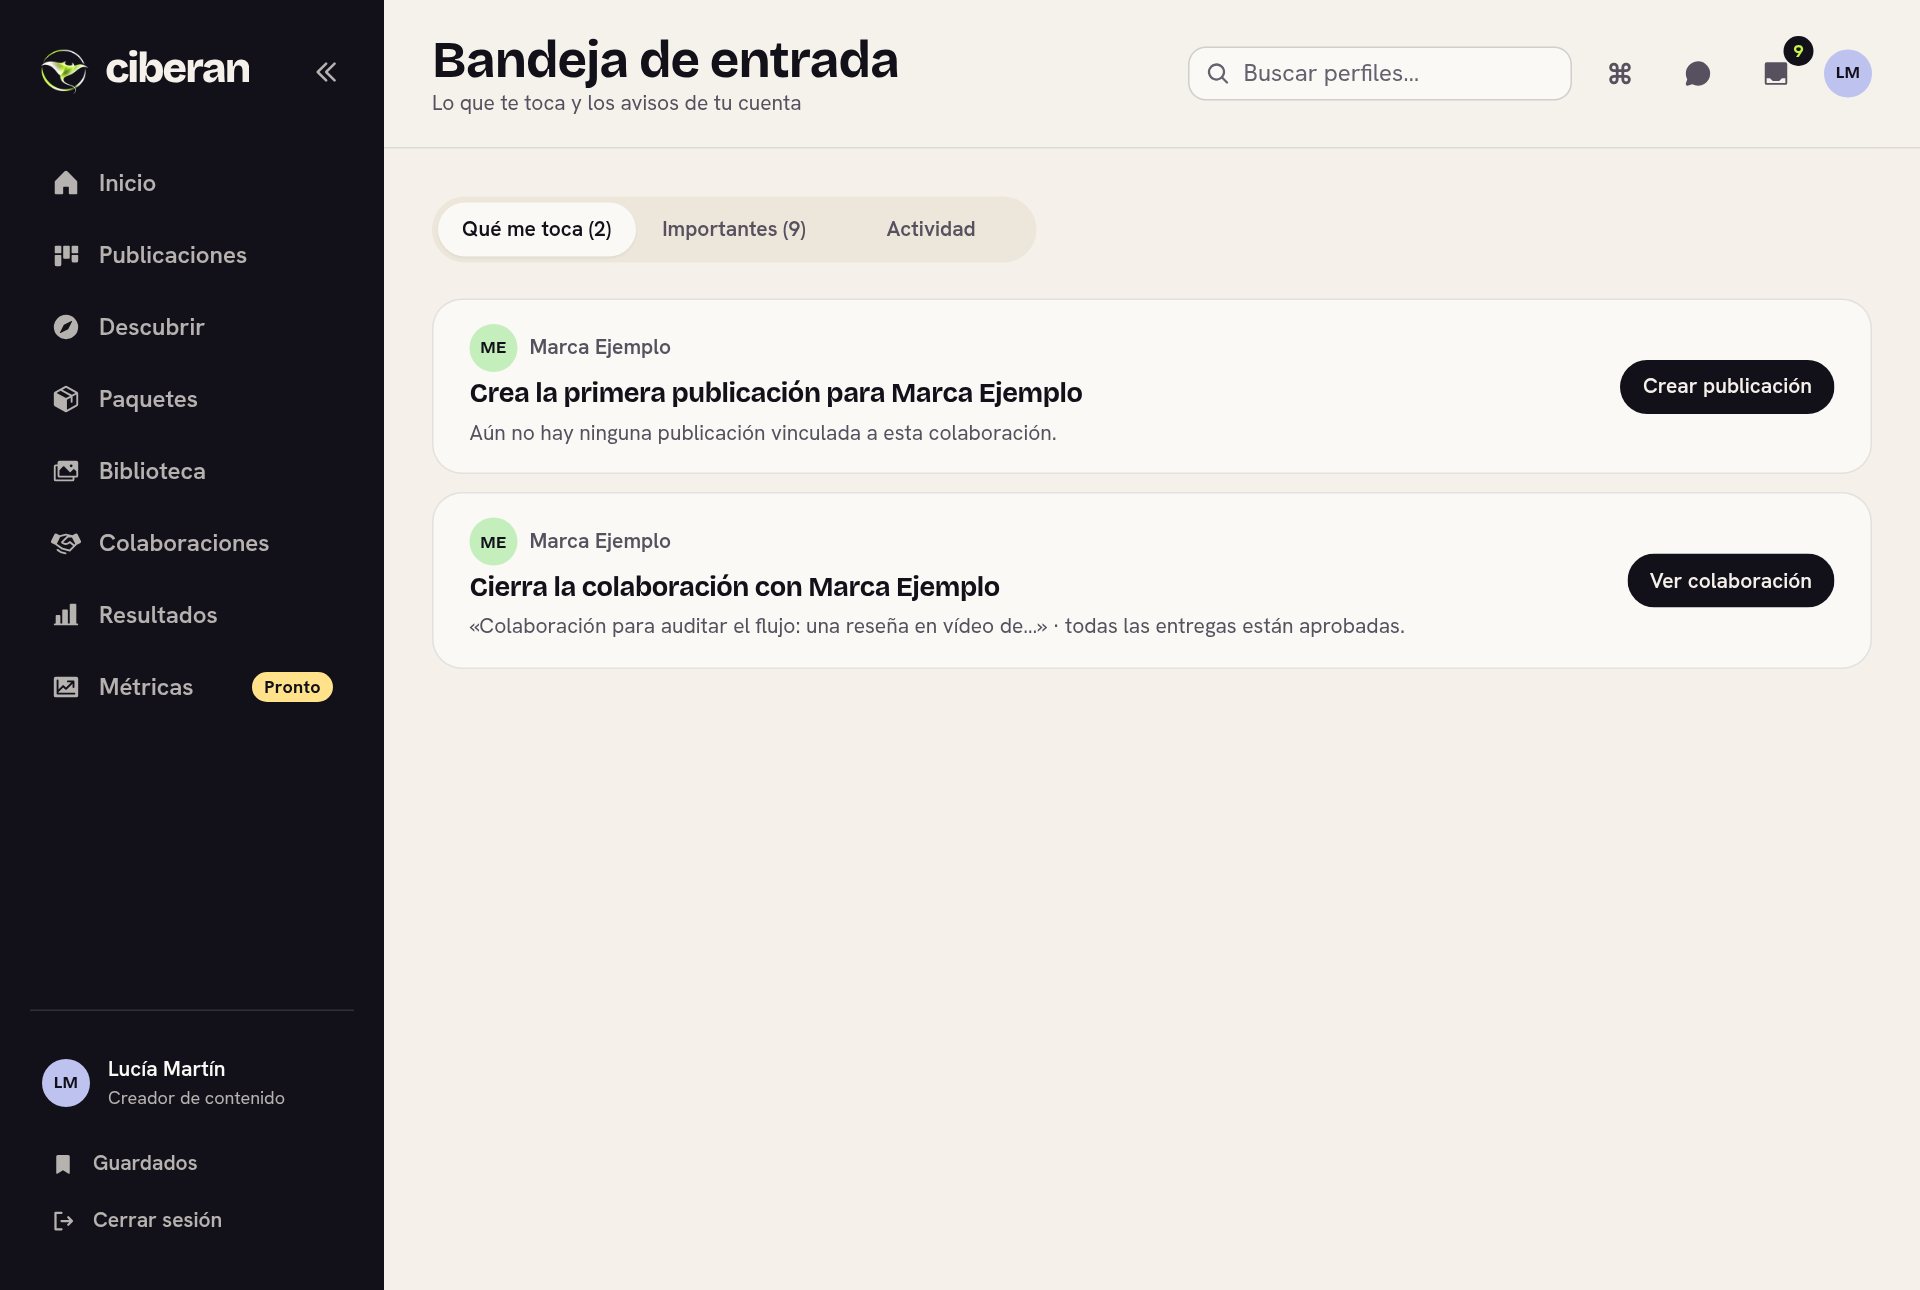 ciberan
Inicio
Publicaciones
Descubrir
Paquetes
Biblioteca
Colaboraciones
Resultados
Métricas
Pronto
LM
Lucía Martín
Creador de contenido
Guardados
Cerrar sesión
Bandeja de entrada
Lo que te toca y los avisos de tu cuenta
Buscar perfiles...
9
LM
Qué me toca (2)
Importantes (9)
Actividad
ME
Marca Ejemplo
Crea la primera publicación para Marca Ejemplo
Aún no hay ninguna publicación vinculada a esta colaboración.
Crear publicación
ME
Marca Ejemplo
Cierra la colaboración con Marca Ejemplo
«Colaboración para auditar el flujo: una reseña en vídeo de...» · todas las entregas están aprobadas.
Ver colaboración